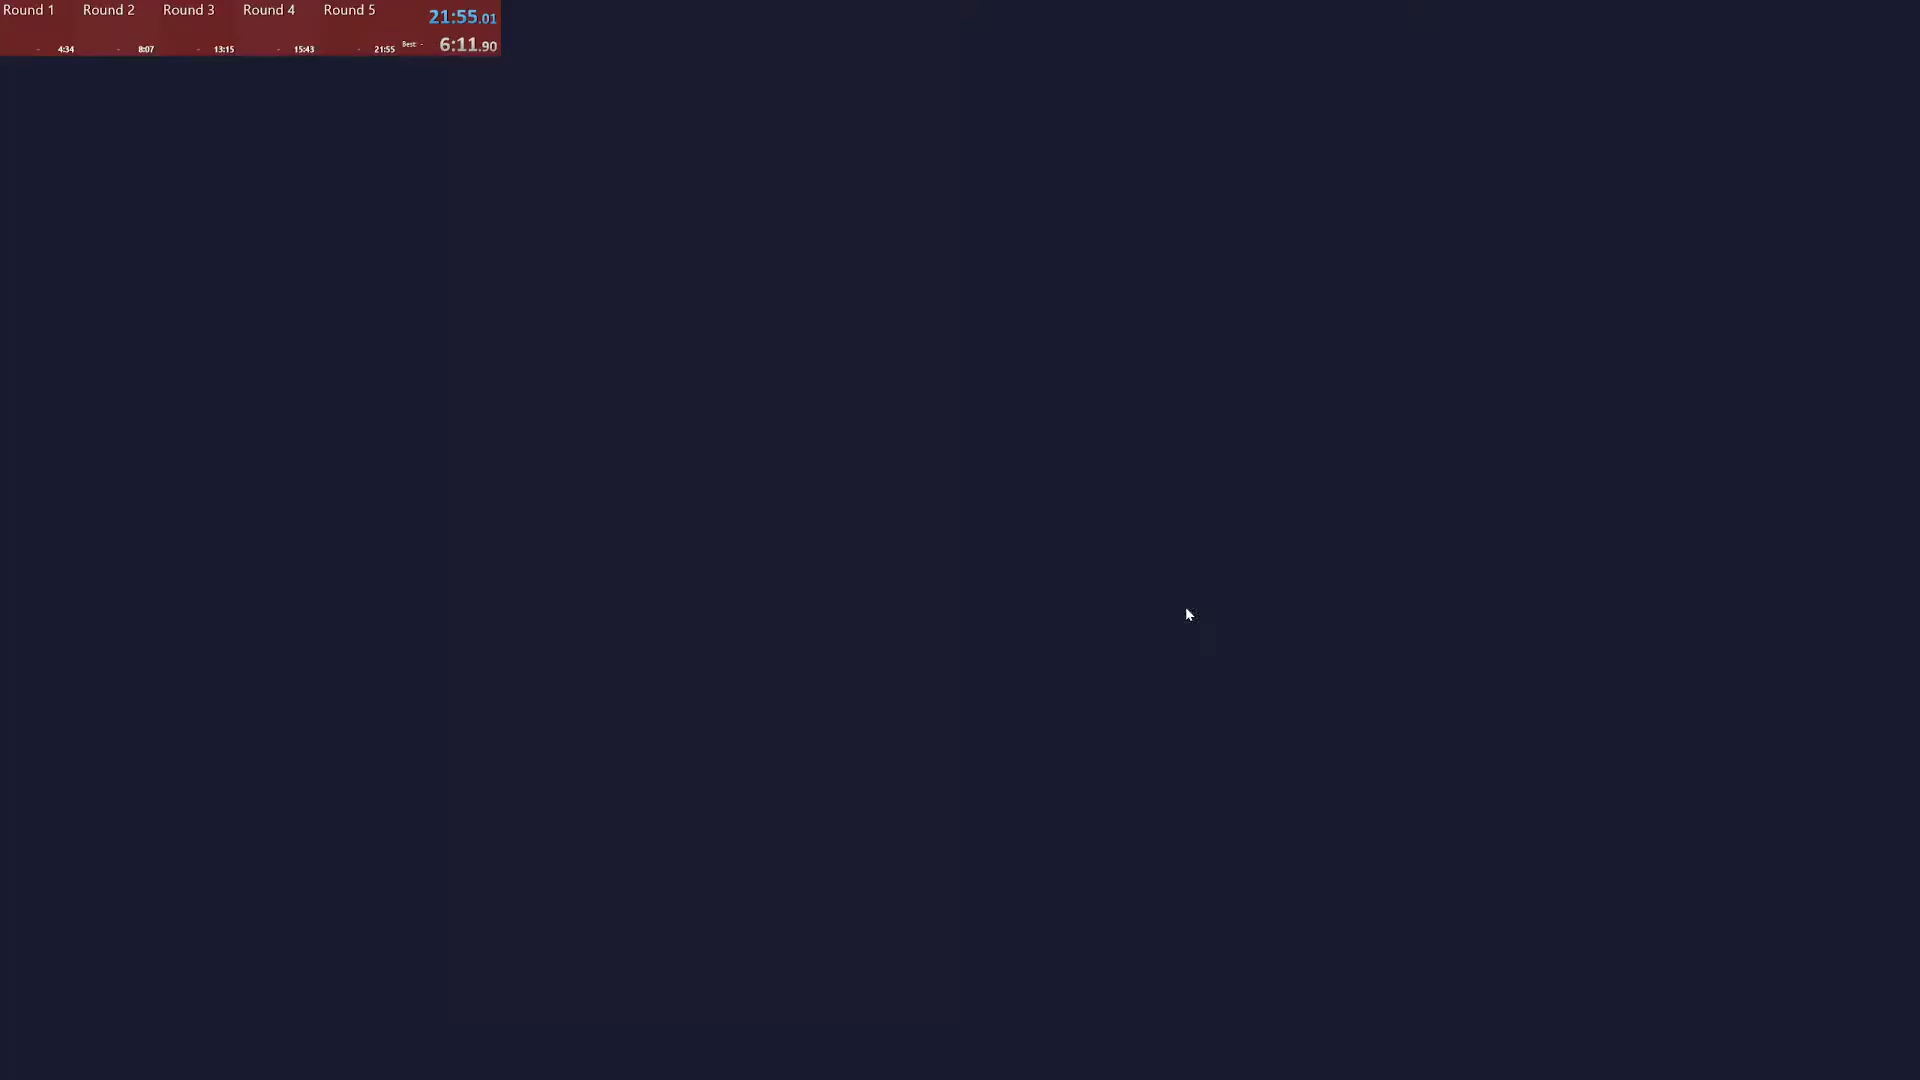 Round 1 Round 2 Round 3 Round 4 Round 5 21:55.01
- 4:34 - 8:07 - 13:15 - 15:43 - 21:55 Best: - 6:11.90